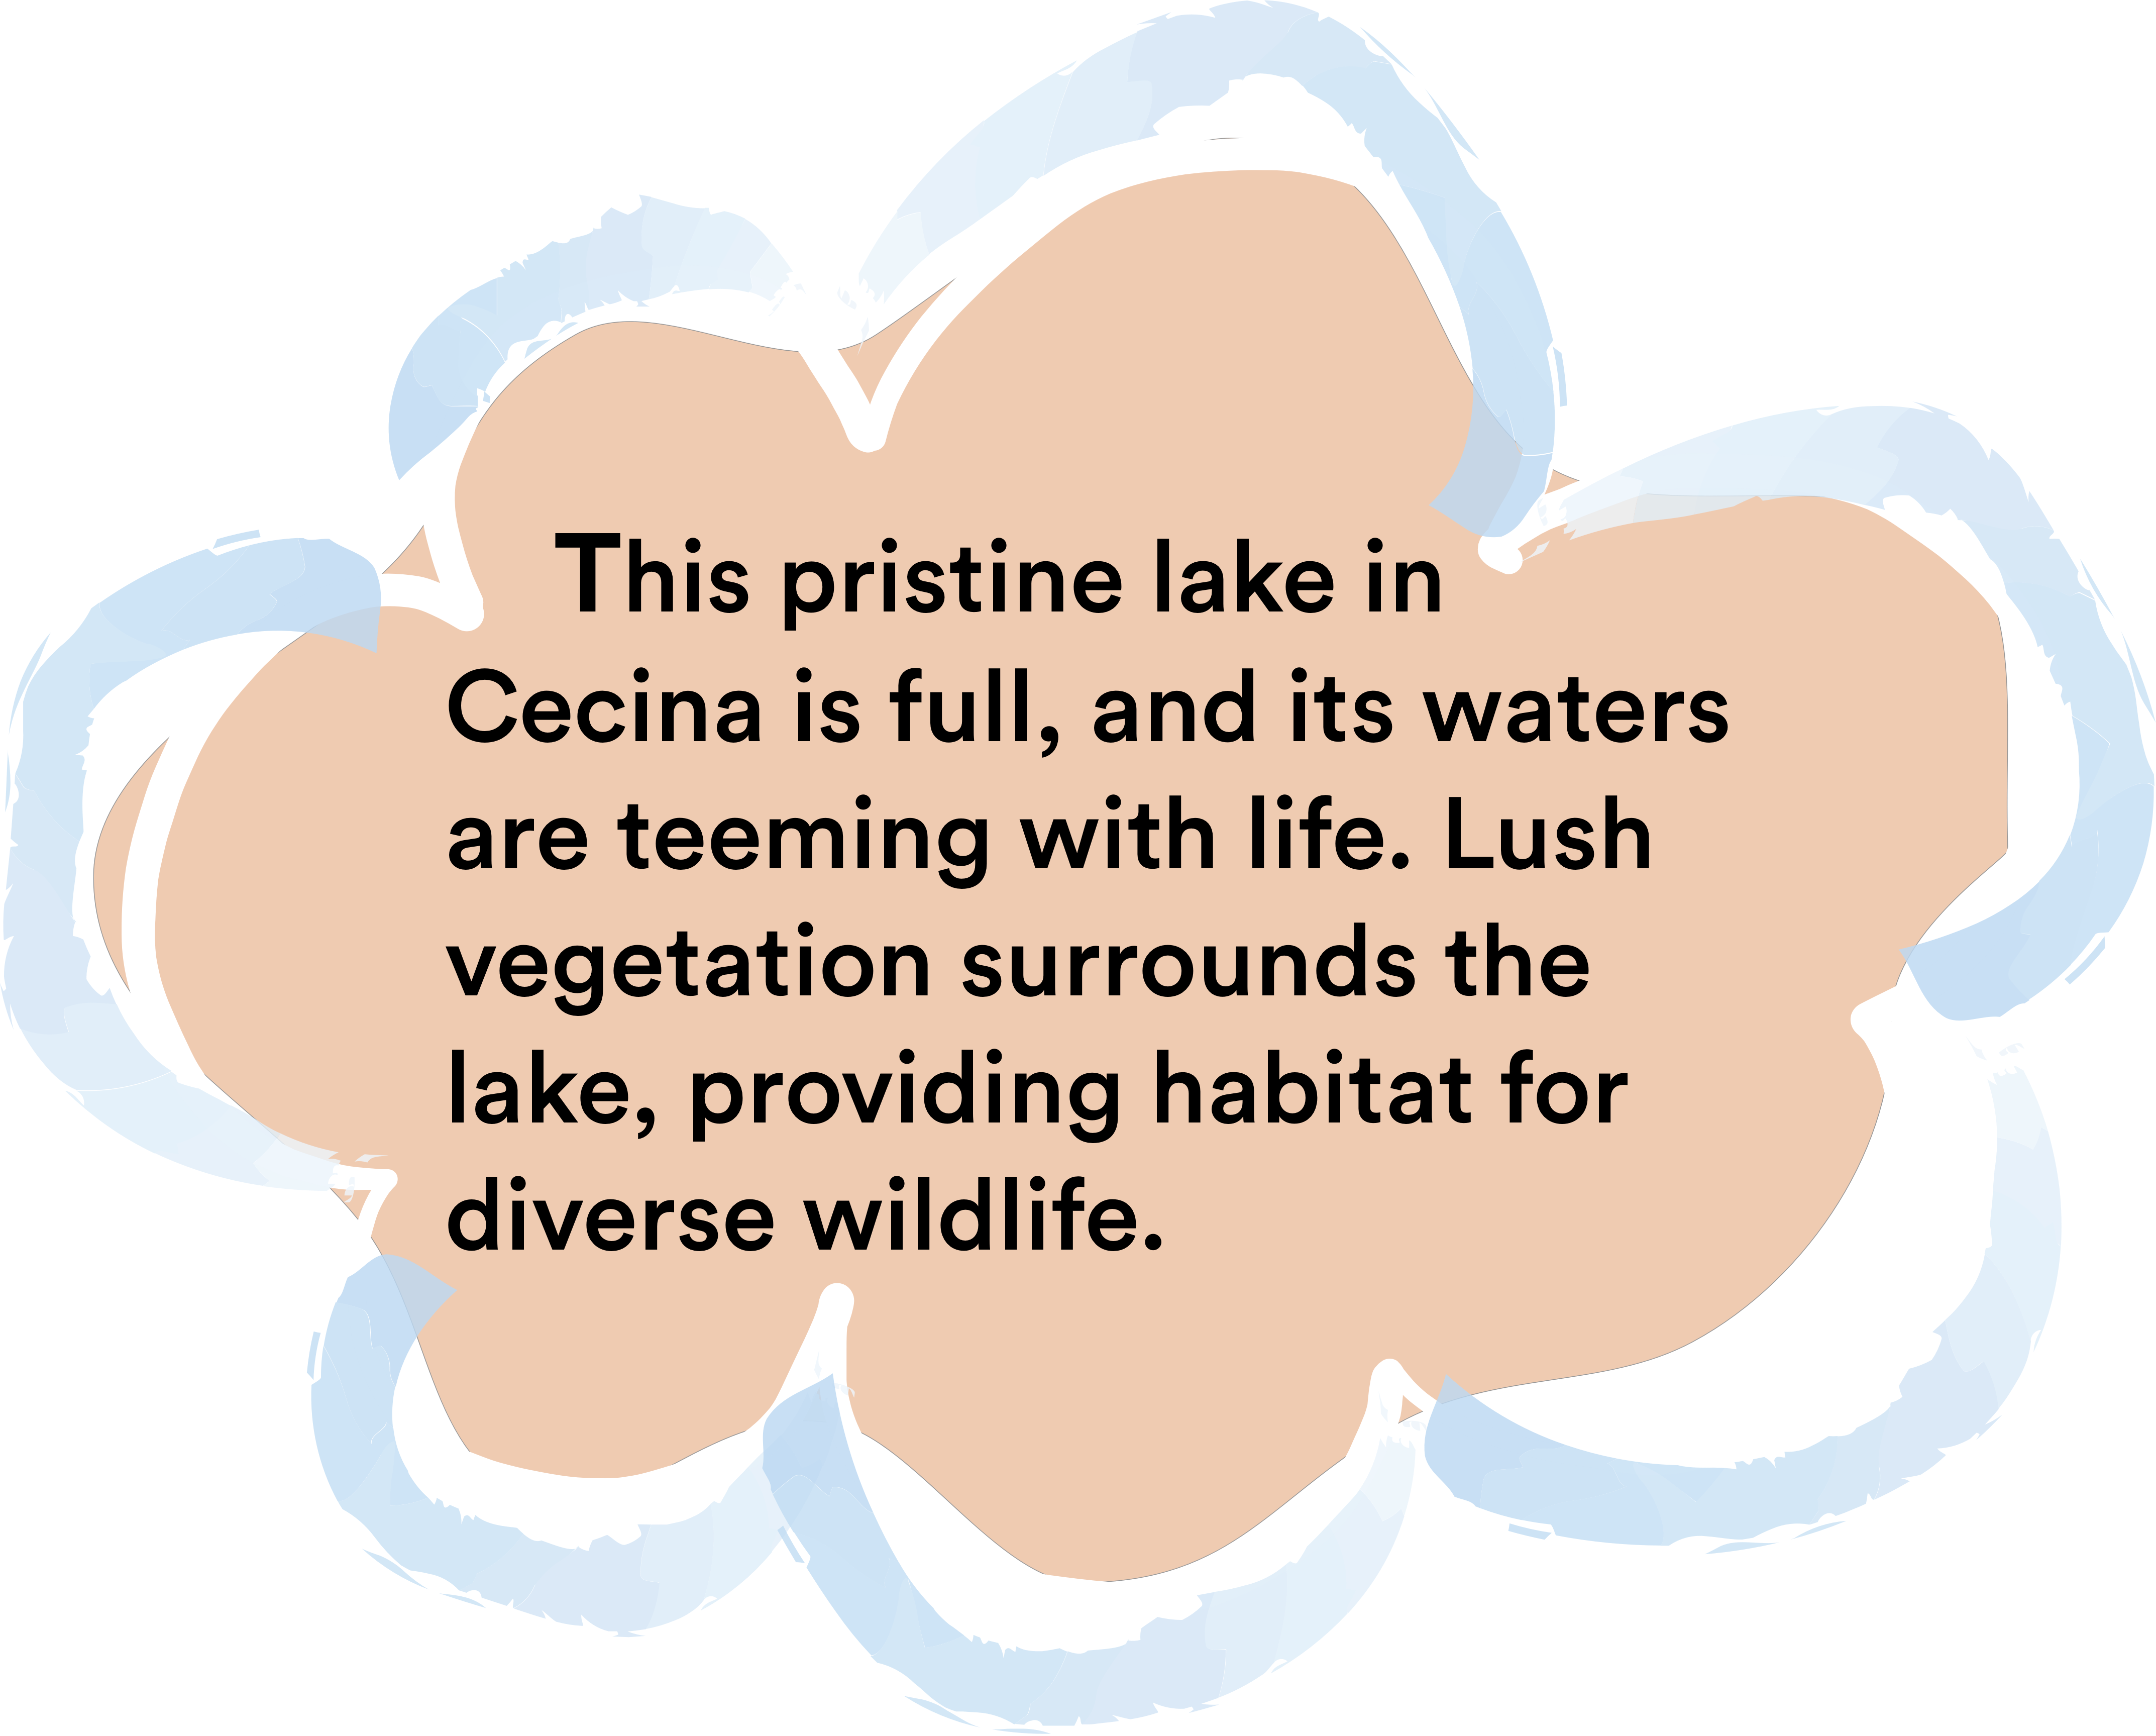 This pristine lake in
Cecina is full, and its waters
are teeming with life. Lush
vegetation surrounds the
lake, providing habitat for
diverse wildlife.